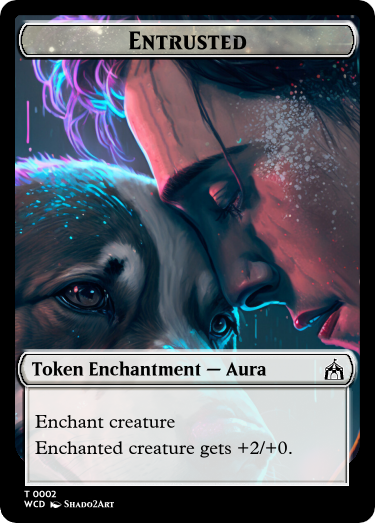 Entrusted
Token Enchantment — Aura
Enchant creature
Enchanted creature gets +2/+0.
T 0002
WCD Shado2Art